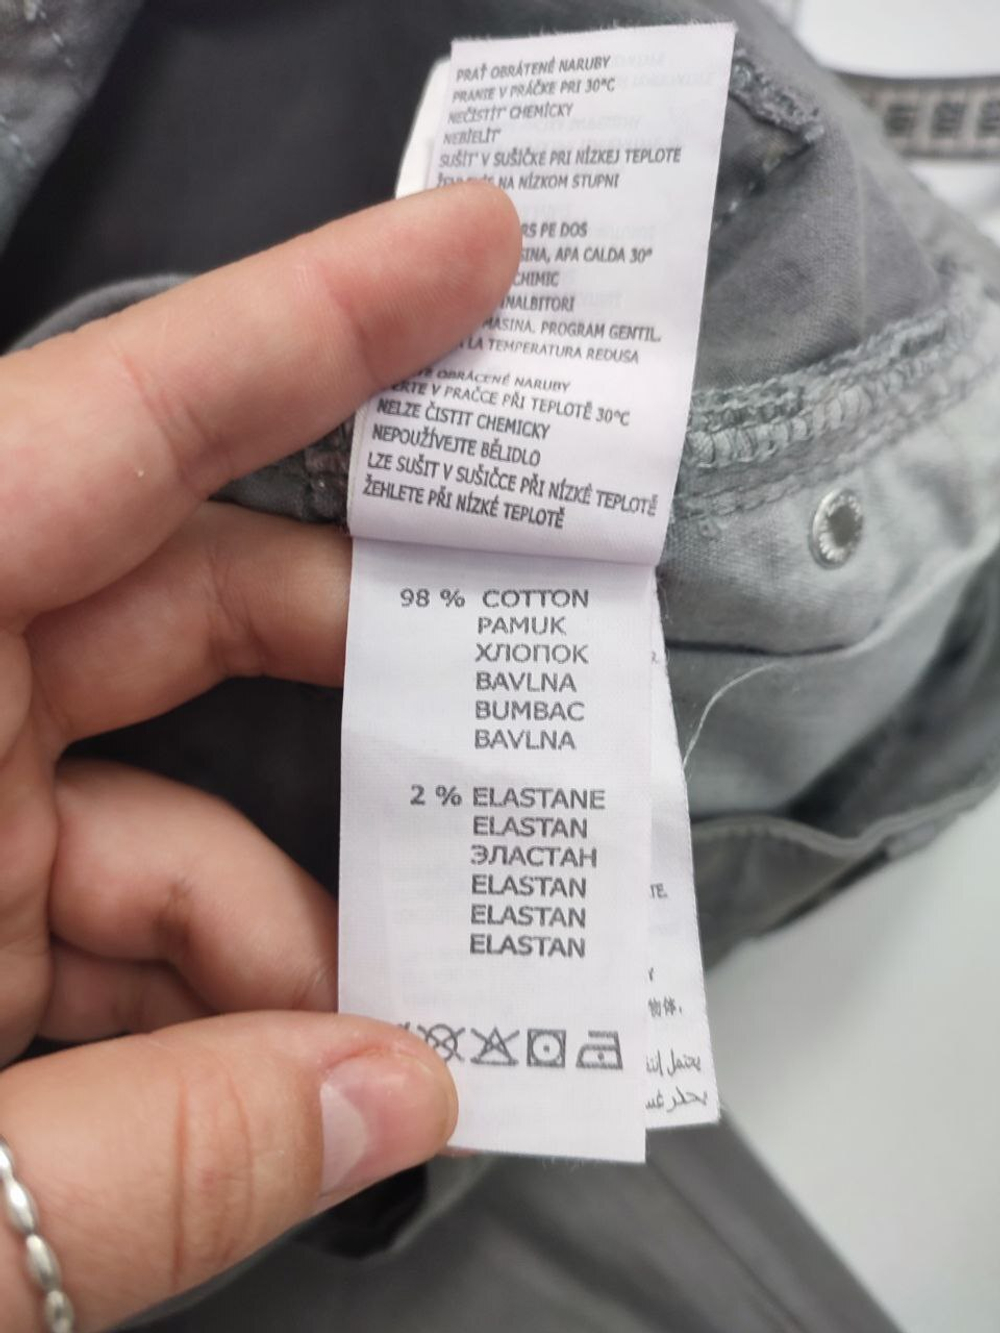 PRAŤ OBRÁTENÉ NARUBY
PRANIE V PRÁČKE PRI 30°C
NEČISTIŤ CHEMICKY
NEBIELIŤ
SUŠIŤ V SUŠIČKE PRI NÍZKEJ TEPLOTE
NA NÍZKOM STUPNI
PE DOS
APA CALDA 30°
PROGRAM GENTIL.
LA TEMPERATURA REDUSA
OBRÁCENÉ NARUBY
V PRAČCE PŘI TEPLOTĚ 30°C
NELZE ČISTIT CHEMICKY
NEPOUŽÍVEJTE BĚLIDLO
LZE SUŠIT V SUŠIČCE PŘI NÍZKÉ TEPLOTĚ
ŽEHLETE PŘI NÍZKÉ TEPLOTĚ
98 % COTTON
PAMUK
ХЛОПОК
BAVLNA
BUMBAC
BAVLNA
2 % ELASTANE
ELASTAN
ЭЛАСТАН
ELASTAN
ELASTAN
ELASTAN